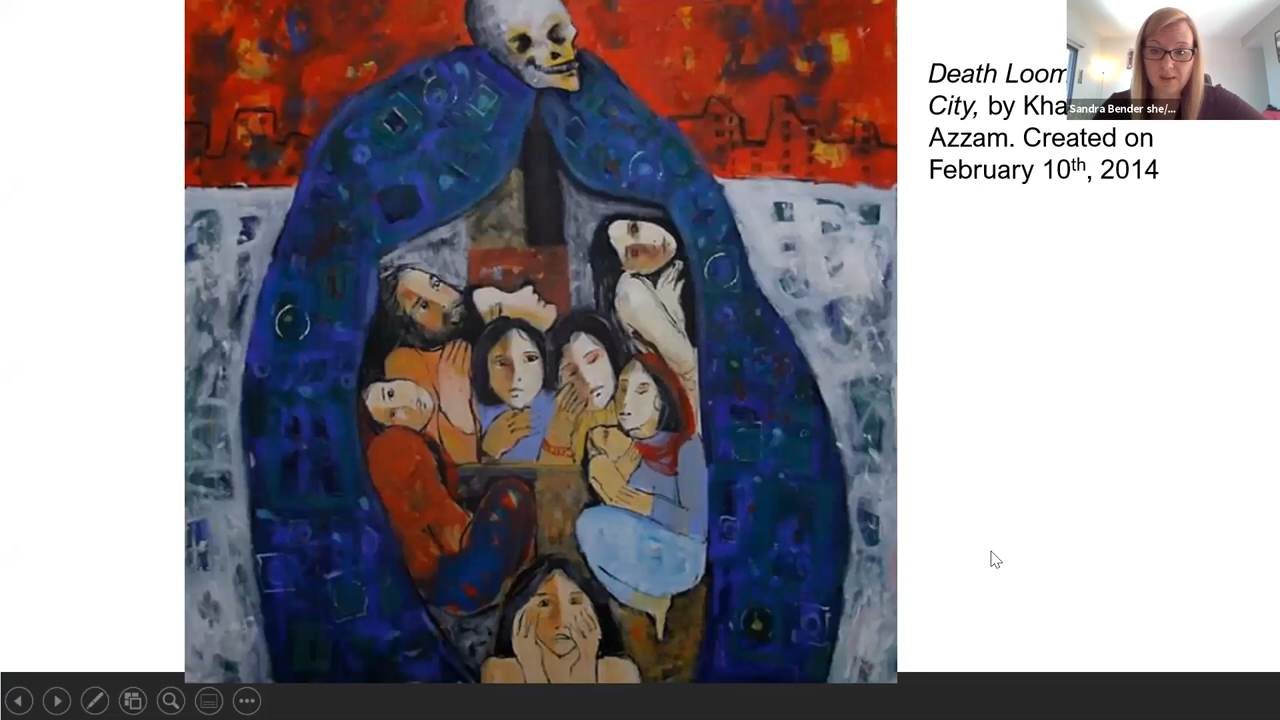 Death Loom
City, by Kha
Azzam. Created on
February 10th, 2014
Sandra Bender she/...